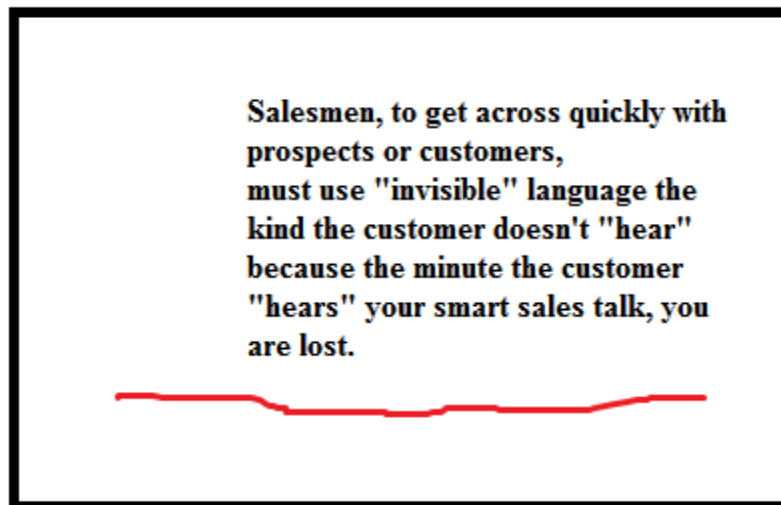 Salesmen, to get across quickly with
prospects or customers,
must use "invisible" language the
kind the customer doesn't "hear"
because the minute the customer
"hears" your smart sales talk, you
are lost.